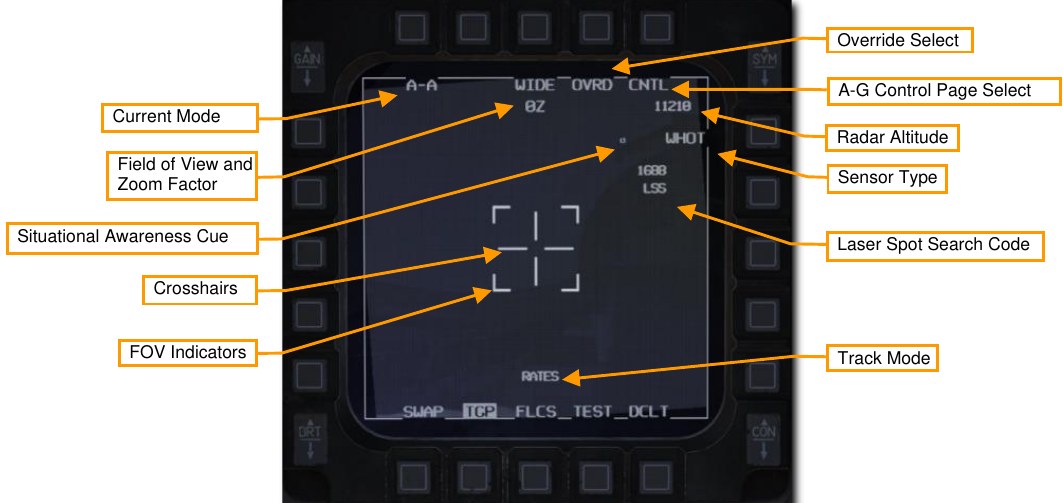 Override Select
GAIN
SYM
A-A
WIDE
OVRD
CNTL
A-G Control Page Select
Current Mode
0Z
11210
Radar Altitude
WHOT
Field of View and
Zoom Factor
1688
Sensor Type
LSS
Situational Awareness Cue
Laser Spot Search Code
Crosshairs
FOV Indicators
Track Mode
RATES
SWAP
TGP
FLCS
TEST
DCLT
BRT
CON